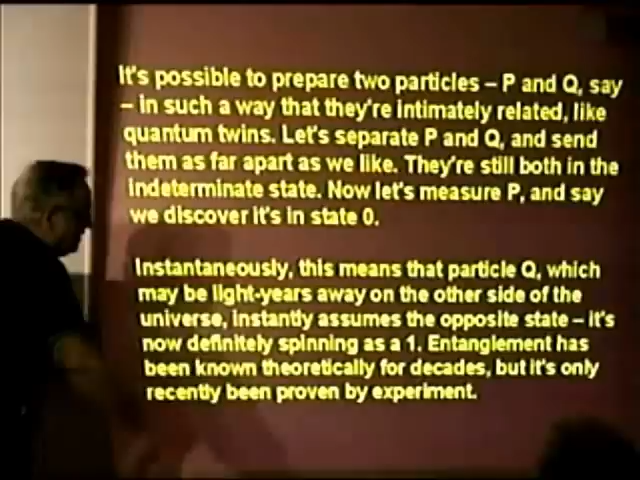 It's possible to prepare two particles – P and Q, say
– in such a way that they're intimately related, like
quantum twins. Let's separate P and Q, and send
them as far apart as we like. They're still both in the
indeterminate state. Now let's measure P, and say
we discover it's in state 0.
Instantaneously, this means that particle Q, which
may be light-years away on the other side of the
universe, instantly assumes the opposite state – it's
now definitely spinning as a 1. Entanglement has
been known theoretically for decades, but it's only
recently been proven by experiment.